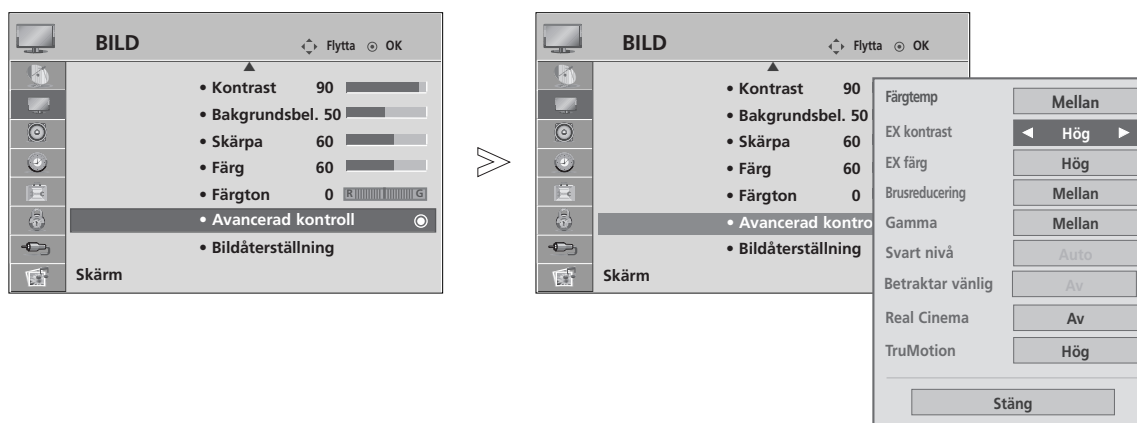 BILD
Flytta OK
• Kontrast 90
• Bakgrundsbel. 50
• Skärpa 60
• Färg 60
• Färgton 0 R G
• Avancerad kontroll
• Bildåterställning
Skärm
BILD
Flytta OK
• Kontrast 90
• Bakgrundsbel. 50
• Skärpa 60
• Färg 60
• Färgton 0
• Avancerad kontro
• Bildåterställning
Skärm
Färgtemp Mellan
EX kontrast Hög
EX färg Hög
Brusreducering Mellan
Gamma Mellan
Svart nivå Auto
Betraktar vänlig Av
Real Cinema Av
TruMotion Hög
Stäng